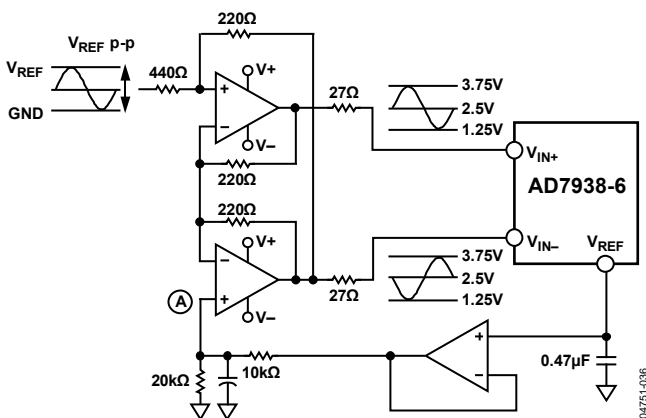 220Ω
VREF p-p
VREF
GND
440Ω
V+
+
–
V–
27Ω
3.75V
2.5V
1.25V
220Ω
220Ω
VIN+
AD7938-6
VIN–
VREF
V+
–
+
V–
A
27Ω
3.75V
2.5V
1.25V
+
–
0.47µF
20kΩ
10kΩ
04751-036